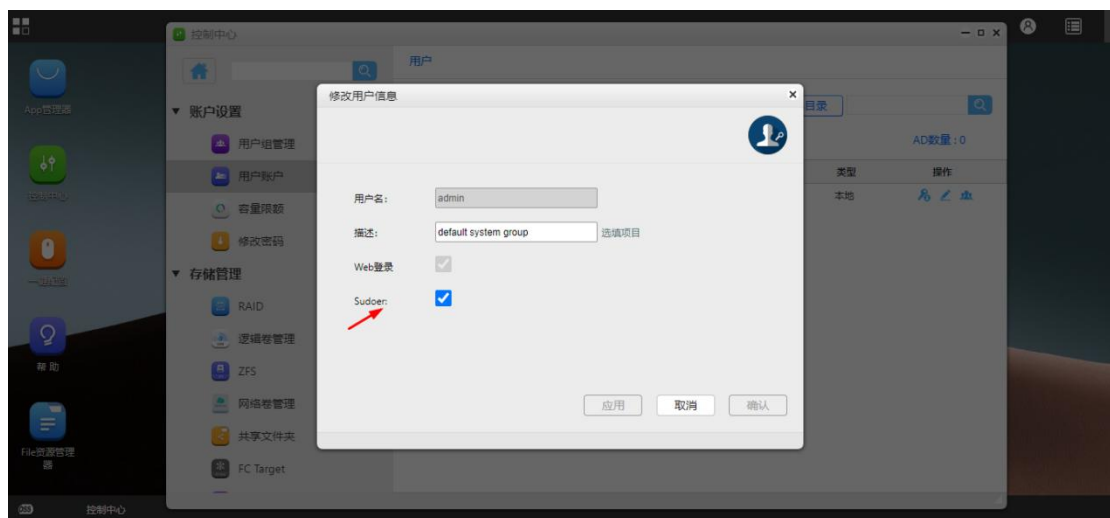 控制中心
用户
App管理器
控制中心
一键配置
帮助
File资源管理
器
账户设置
用户组管理
用户账户
容量限额
修改密码
存储管理
RAID
逻辑卷管理
ZFS
网络卷管理
共享文件夹
FC Target
目录
AD数量 : 0
类型
操作
本地
修改用户信息
用户名:
admin
描述:
default system group
选填项目
Web登录
Sudoer:
应用
取消
确认
控制中心